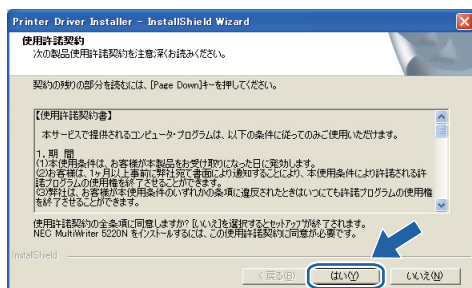 Printer Driver Installer - InstallShield Wizard
使用許諾契約
次の製品使用許諾契約を注意深くお読みください。
契約の残りの部分を読むには、[Page Down]キーを押してください。
【使用許諾契約書】
本サービスで提供されるコンピュータ・プログラムは、以下の条件に従ってのみご使用いただけます。
1. 期 間
(1)本使用条件は、お客様が本製品をお受け取りになった日に発効します。
(2)お客様は、1ヶ月以上事前に弊社宛て書面により通知することにより、本使用条件により許諾される許
諾プログラムの使用権を終了させることができます。
(3)弊社は、お客様が本使用条件のいずれかの条項に違反されたときはいつにても許諾プログラムの使用権
を終了させることができます。
使用許諾契約の全条項に同意しますか? [いいえ]を選択するとセットアップが終了されます。
NEC MultiWriter 5220N をインストールするには、この使用許諾契約に同意が必要です。
InstallShield
< 戻る(B)
はい(Y)
いいえ(N)